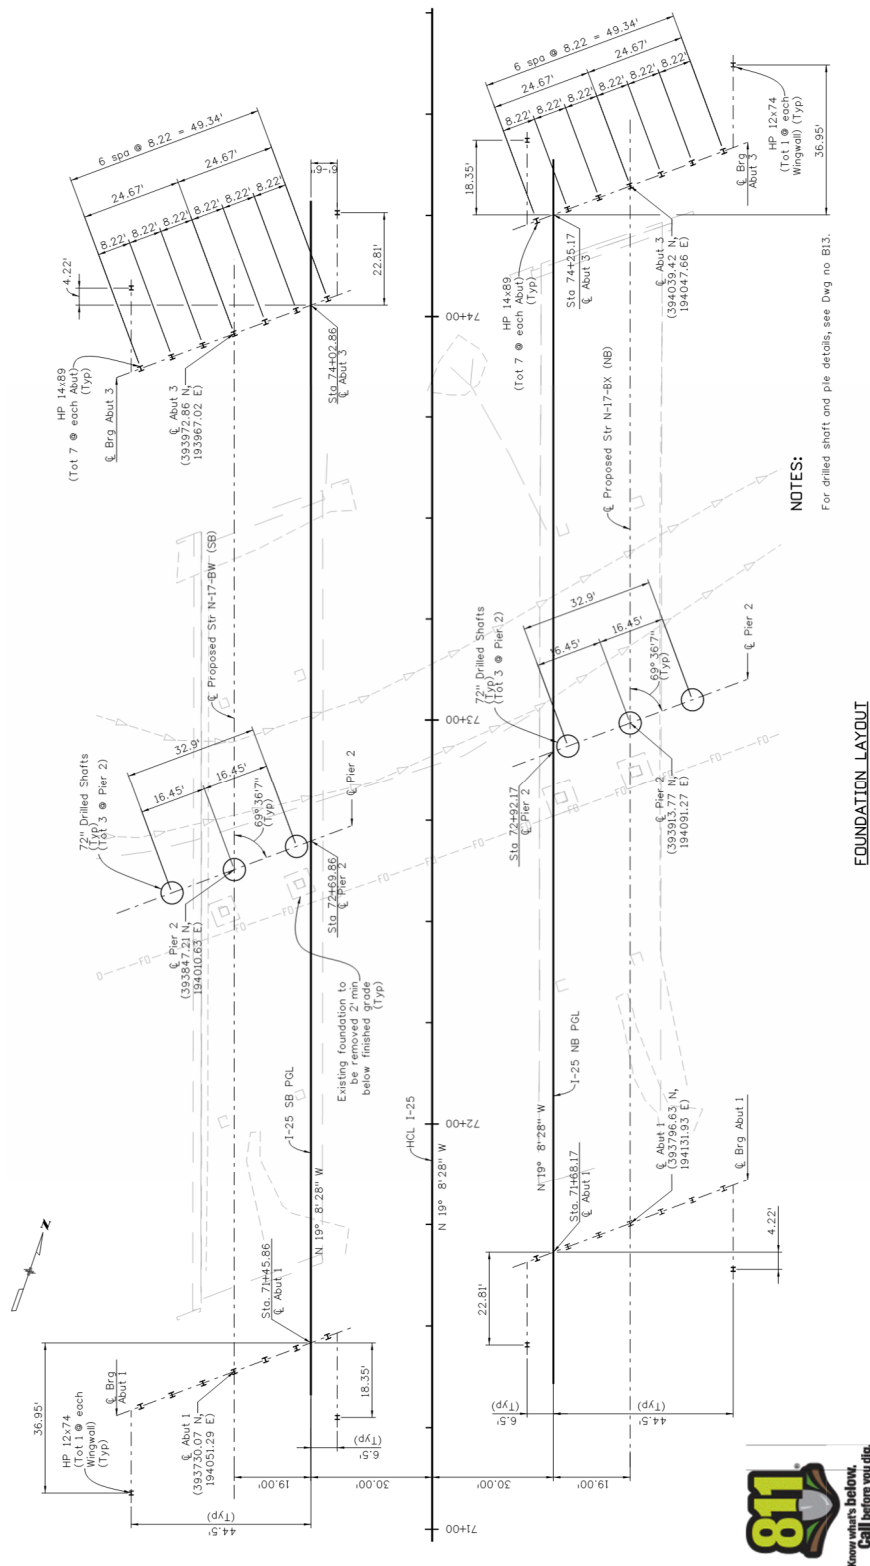 6 spa @ 8.22 = 49.34'
24.67'
24.67'
8.22'
8.22'
8.22'
8.22'
8.22'
8.22'
4.22'
HP 14x89
(Tot 7 @ each Abut)
(Typ)
℄ Brg Abut 3
℄ Abut 3
(393972.86 N,
193967.02 E)
6'-6"
22.81'
Sta 74+02.86
℄ Abut 3
74+00
6 spa @ 8.22 = 49.34'
24.67'
24.67'
8.22'
8.22'
8.22'
8.22'
8.22'
8.22'
18.35'
HP 12x74
(Tot 1 @ each
Wingwall) (Typ)
36.95'
℄ Brg
Abut 3
HP 14x89
(Tot 7 @ each Abut)
(Typ)
Sta 74+25.17
℄ Abut 3
℄ Abut 3
(394039.42 N,
194047.66 E)
℄ Proposed Str N-17-BW (SB)
72" Drilled Shafts
(Typ)
(Tot 3 @ Pier 2)
32.9'
16.45'
16.45'
69° 36'7"
(Typ)
℄ Pier 2
℄ Pier 2
(393847.21 N,
194010.63 E)
Sta 72+69.86
℄ Pier 2
Existing foundation to
be removed 2' min
below finished grade
(Typ)
FO
FO
FO
FO
FO
FO
73+00
℄ Proposed Str N-17-BX (NB)
72" Drilled Shafts
(Typ)
(Tot 3 @ Pier 2)
32.9'
16.45'
16.45'
69° 36'7"
(Typ)
℄ Pier 2
Sta 72+92.17
℄ Pier 2
℄ Pier 2
(393913.77 N,
194091.27 E)
NOTES:
For drilled shaft and pile details, see Dwg no B13.
I-25 SB PGL
N 19° 8'28" W
HCL I-25
N 19° 8'28" W
72+00
I-25 NB PGL
N 19° 8'28" W
N
Sta. 71+45.86
℄ Abut 1
℄ Brg
Abut 1
36.95'
HP 12x74
(Tot 1 @ each
Wingwall)
(Typ)
℄ Abut 1
(393730.07 N,
194051.29 E)
18.35'
6.5'
(Typ)
19.00'
30.00'
44.5'
(Typ)
71+00
Sta. 71+68.17
℄ Abut 1
℄ Abut 1
(393796.63 N,
194131.93 E)
℄ Brg Abut 1
22.81'
4.22'
6.5'
(Typ)
44.5'
(Typ)
30.00'
19.00'
FOUNDATION LAYOUT
811
Know what's below.
Call before you dig.